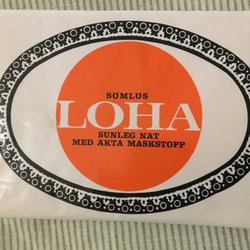 SÖMLÖS
LOHA
SUNLEG NAT
MED ÄKTA MASKSTOPP